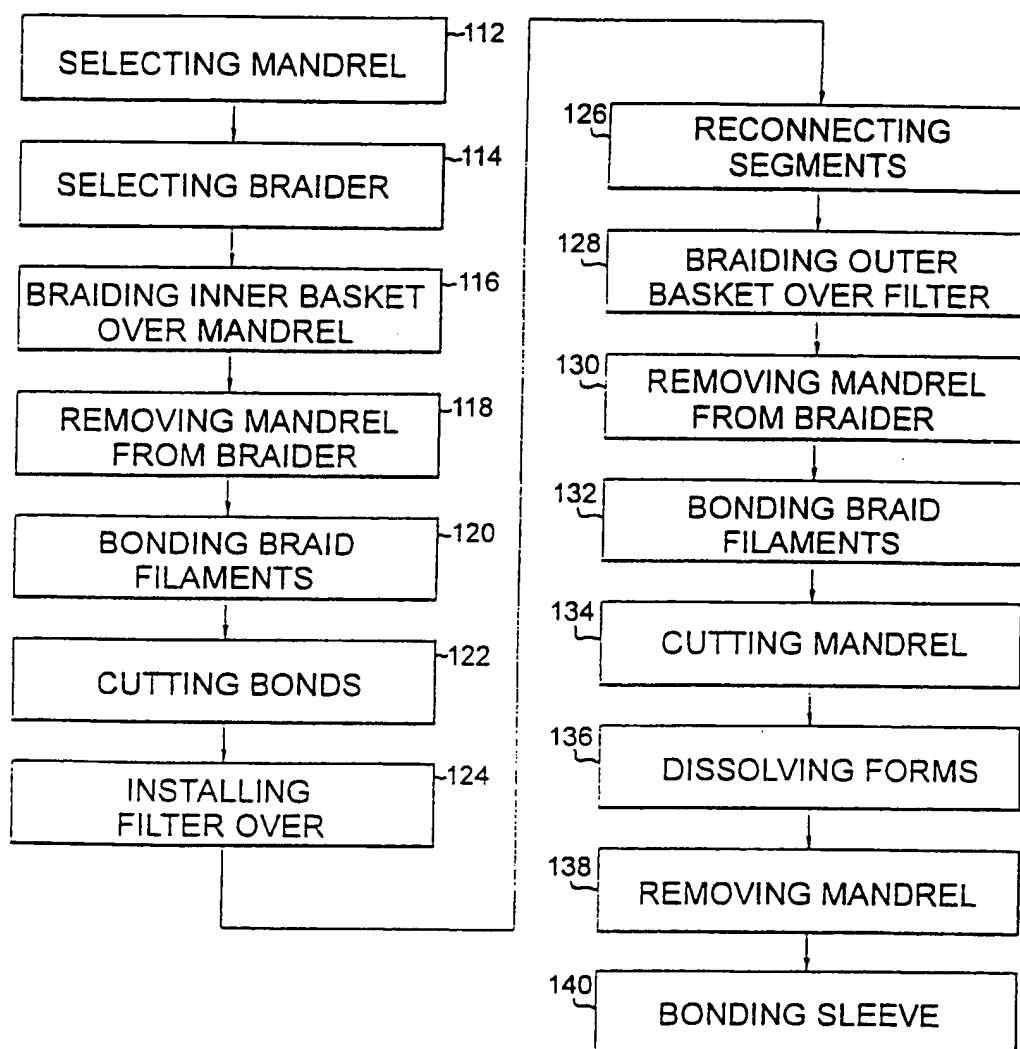 112
SELECTING MANDREL
114
SELECTING BRAIDER
116
BRAIDING INNER BASKET
OVER MANDREL
118
REMOVING MANDREL
FROM BRAIDER
120
BONDING BRAID
FILAMENTS
122
CUTTING BONDS
124
INSTALLING
FILTER OVER
126
RECONNECTING
SEGMENTS
128
BRAIDING OUTER
BASKET OVER FILTER
130
REMOVING MANDREL
FROM BRAIDER
132
BONDING BRAID
FILAMENTS
134
CUTTING MANDREL
136
DISSOLVING FORMS
138
REMOVING MANDREL
140
BONDING SLEEVE